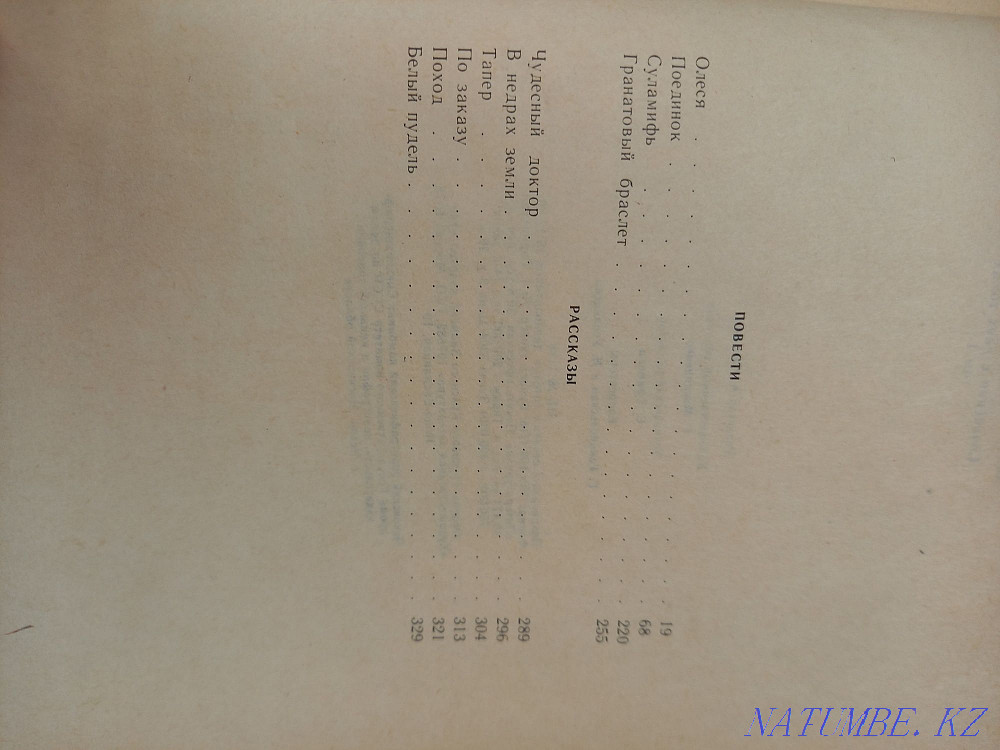 ПОВЕСТИ
Олеся . . . . . . . . . . . . . . . . . . . 19
Поединок . . . . . . . . . . . . . . . . . . 68
Суламифь . . . . . . . . . . . . . . . . . . 220
Гранатовый браслет . . . . . . . . . . . . . . 255
РАССКАЗЫ
Чудесный доктор . . . . . . . . . . . . . . . 289
В недрах земли . . . . . . . . . . . . . . . . 296
Тапер . . . . . . . . . . . . . . . . . . . 304
По заказу . . . . . . . . . . . . . . . . . . 313
Поход . . . . . . . . . . . . . . . . . . . 321
Белый пудель . . . . . . . . . . . . . . . . . 329
NATUMBE. KZ